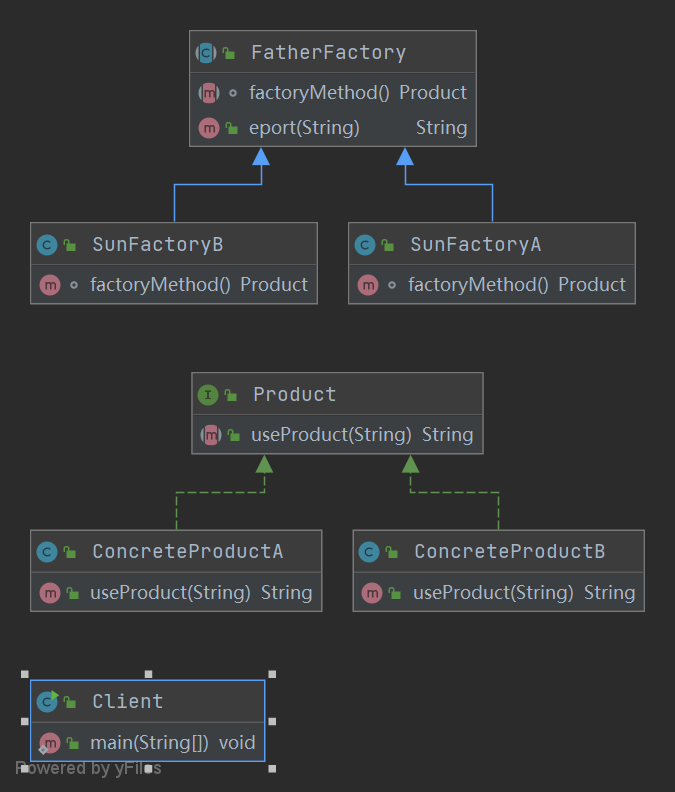 FatherFactory
factoryMethod() Product
eport(String) String
SunFactoryB
factoryMethod() Product
SunFactoryA
factoryMethod() Product
Product
useProduct(String) String
ConcreteProductA
useProduct(String) String
ConcreteProductB
useProduct(String) String
Client
main(String[]) void
Powered by yFiles